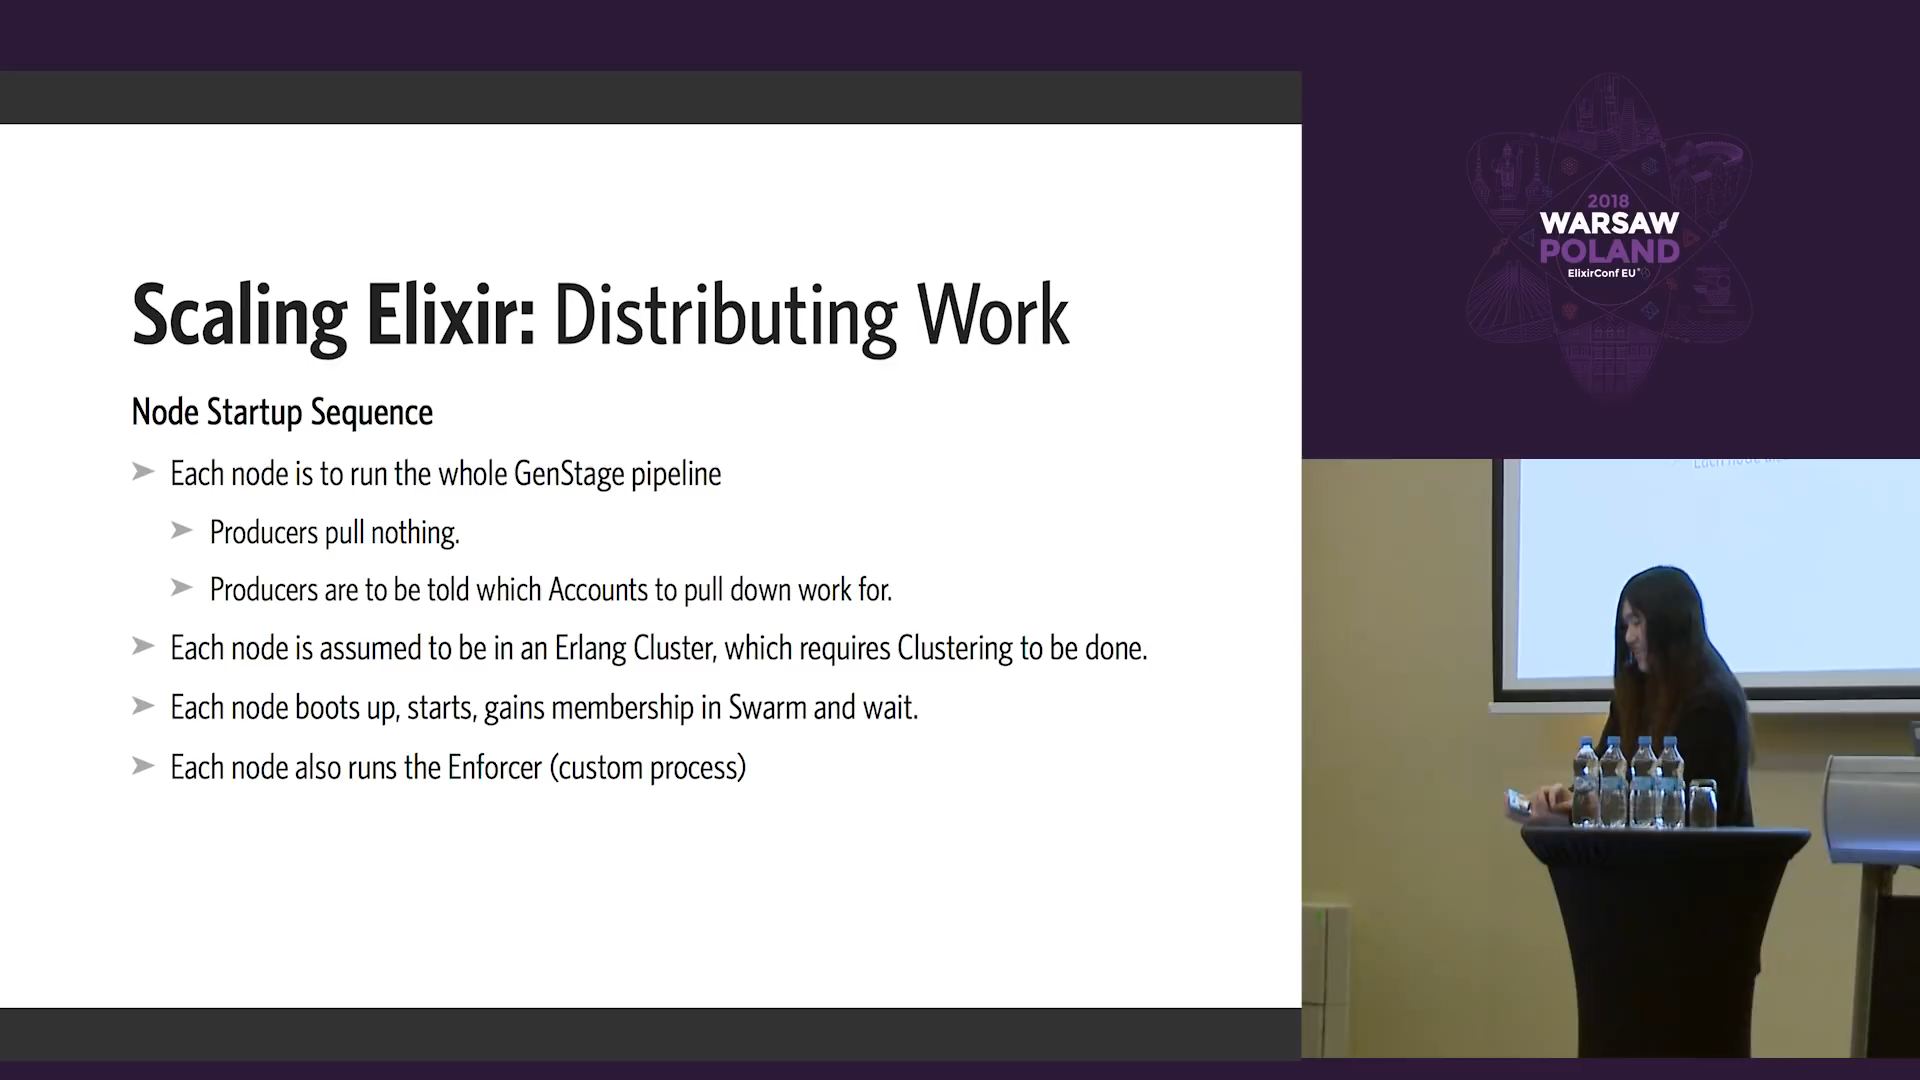 Scaling Elixir: Distributing Work
Node Startup Sequence
Each node is to run the whole GenStage pipeline
Producers pull nothing.
Producers are to be told which Accounts to pull down work for.
Each node is assumed to be in an Erlang Cluster, which requires Clustering to be done.
Each node boots up, starts, gains membership in Swarm and wait.
Each node also runs the Enforcer (custom process)
2018
WARSAW
POLAND
ElixirConf EU